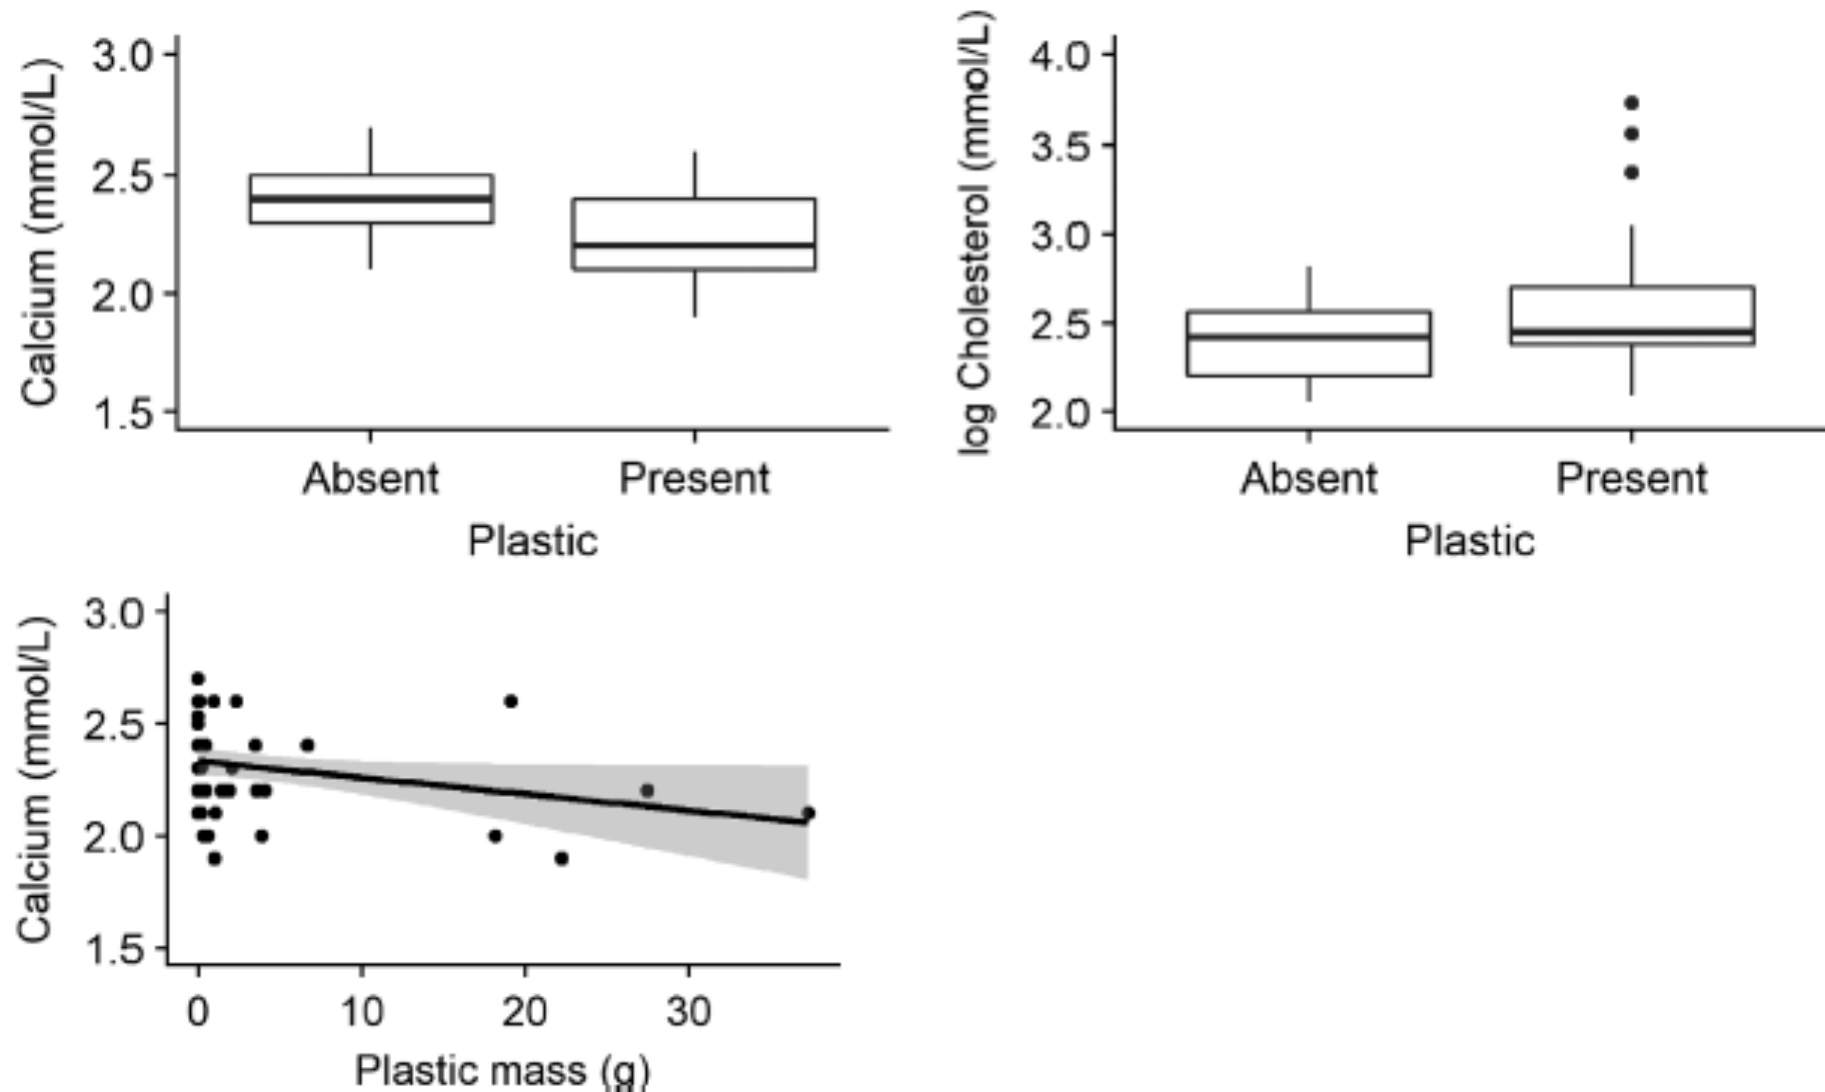 Calcium (mmol/L)
3.0
2.5
2.0
1.5
Absent Present
Plastic
log Cholesterol (mmol/L)
4.0
3.5
3.0
2.5
2.0
Absent Present
Plastic
Calcium (mmol/L)
3.0
2.5
2.0
1.5
0 10 20 30
Plastic mass (g)